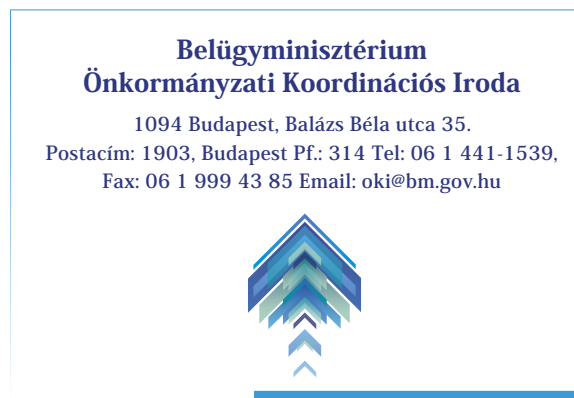 Belügyminisztérium
Önkormányzati Koordinációs Iroda
1094 Budapest, Balázs Béla utca 35.
Postacím: 1903, Budapest Pf.: 314 Tel: 06 1 441-1539,
Fax: 06 1 999 43 85 Email: oki@bm.gov.hu